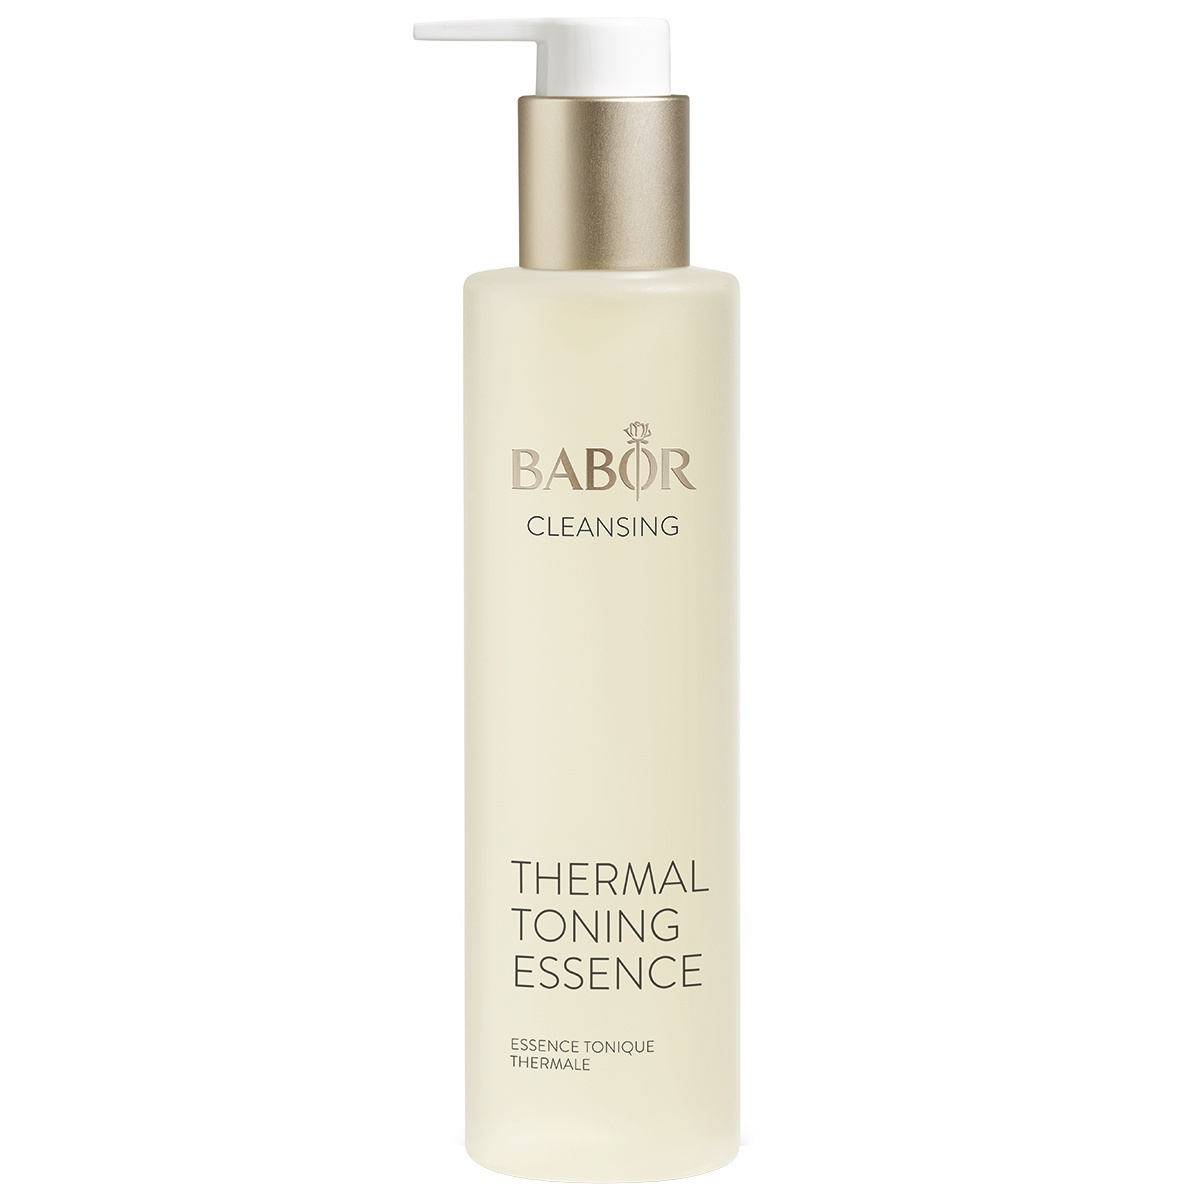 BABOR
CLEANSING
THERMAL
TONING
ESSENCE
ESSENCE TONIQUE
THERMALE